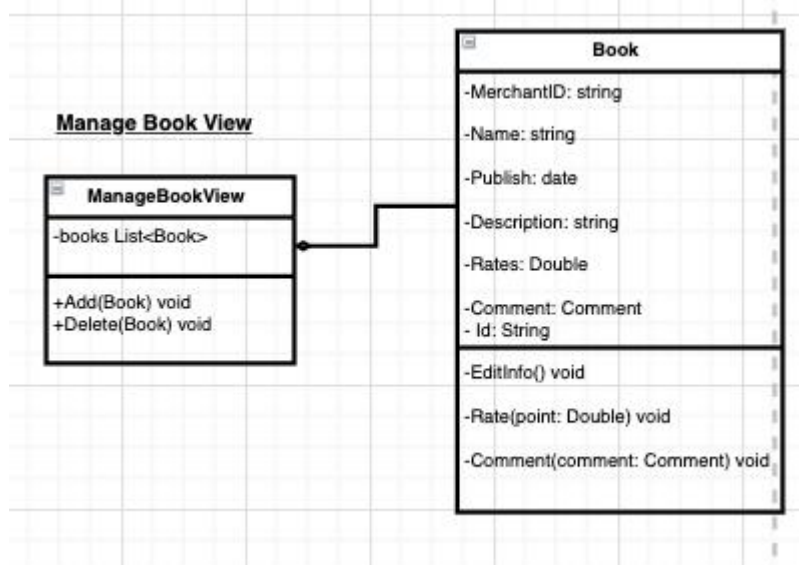 Manage Book View
ManageBookView
-books List<Book>
+Add(Book) void
+Delete(Book) void
Book
-MerchantID: string
-Name: string
-Publish: date
-Description: string
-Rates: Double
-Comment: Comment
- Id: String
-EditInfo() void
-Rate(point: Double) void
-Comment(comment: Comment) void